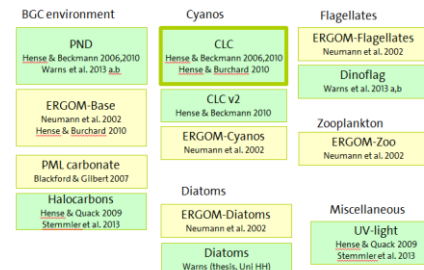 BGC environment
PND
Hense & Beckmann 2006,2010
Warns et al. 2013 a,b
ERGOM-Base
Neumann et al. 2002
Hense & Burchard 2010
PML carbonate
Blackford & Gilbert 2007
Halocarbons
Hense & Quack 2009
Stemmler et al. 2013
Cyanos
CLC
Hense & Beckmann 2006,2010
Hense & Burchard 2010
CLC v2
Hense & Beckmann 2010
ERGOM-Cyanos
Neumann et al. 2002
Diatoms
ERGOM-Diatoms
Neumann et al. 2002
Diatoms
Warns (thesis, Uni HH)
Flagellates
ERGOM-Flagellates
Neumann et al. 2002
Dinoflag
Warns et al. 2013 a,b
Zooplankton
ERGOM-Zoo
Neumann et al. 2002
Miscellaneous
UV-light
Hense & Quack 2009
Stemmler et al. 2013